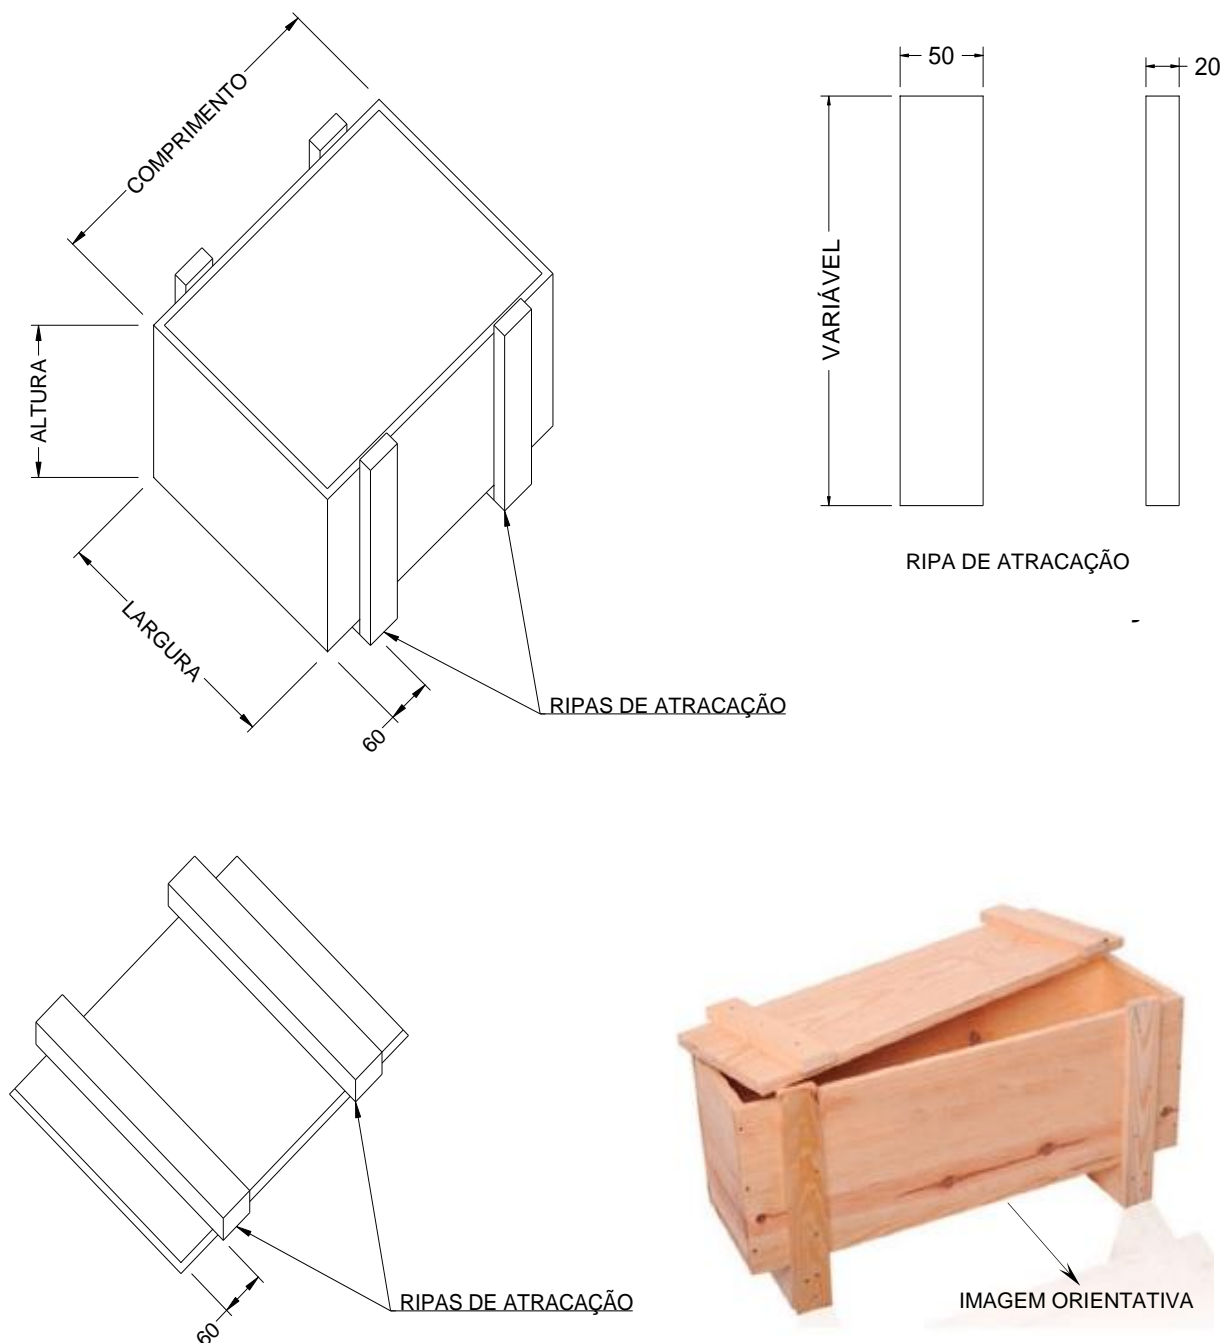 COMPRIMENTO
50
20
ALTURA
VARIÁVEL
RIPA DE ATRACAÇÃO
LARGURA
RIPAS DE ATRACAÇÃO
60
RIPAS DE ATRACAÇÃO
60
IMAGEM ORIENTATIVA